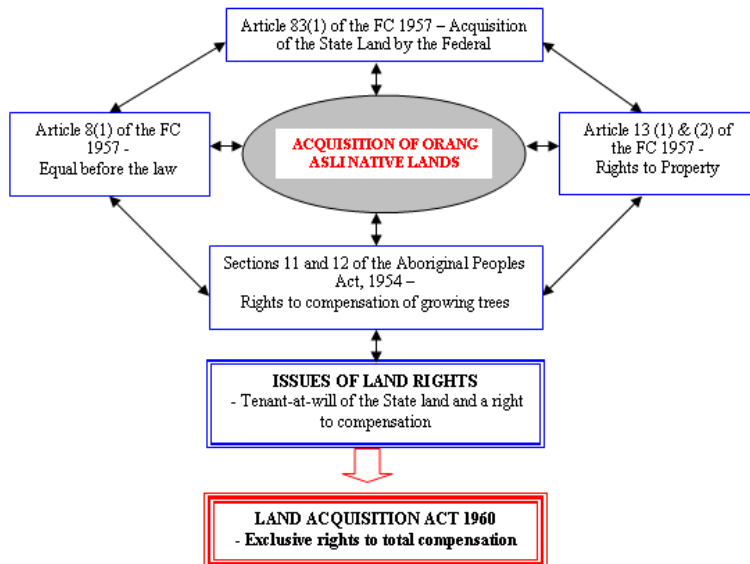 Article 83(1) of the FC 1957 – Acquisition
of the State Land by the Federal
Article 8(1) of the FC
1957 -
Equal before the law
ACQUISITION OF ORANG
ASLI NATIVE LANDS
Article 13 (1) & (2) of
the FC 1957 -
Rights to Property
Sections 11 and 12 of the Aboriginal Peoples
Act, 1954 –
Rights to compensation of growing trees
ISSUES OF LAND RIGHTS
- Tenant-at-will of the State land and a right
to compensation
LAND ACQUISITION ACT 1960
- Exclusive rights to total compensation